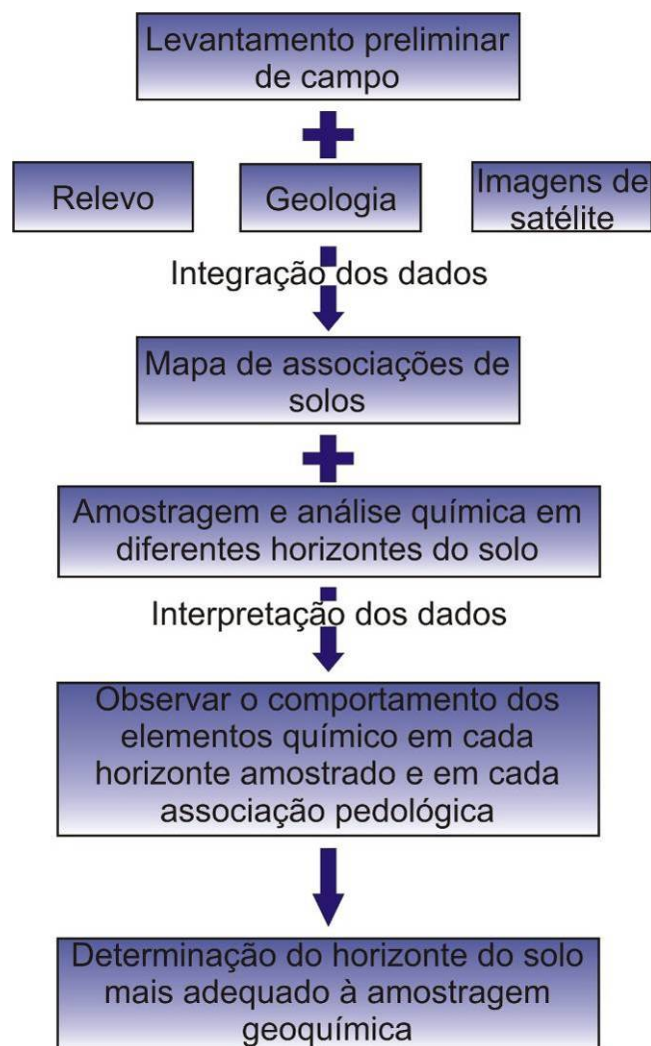 Levantamento preliminar
de campo
Relevo
Geologia
Imagens de
satélite
Integração dos dados
Mapa de associações de
solos
Amostragem e análise química em
diferentes horizontes do solo
Interpretação dos dados
Observar o comportamento dos
elementos químico em cada
horizonte amostrado e em cada
associação pedológica
Determinação do horizonte do solo
mais adequado à amostragem
geoquímica